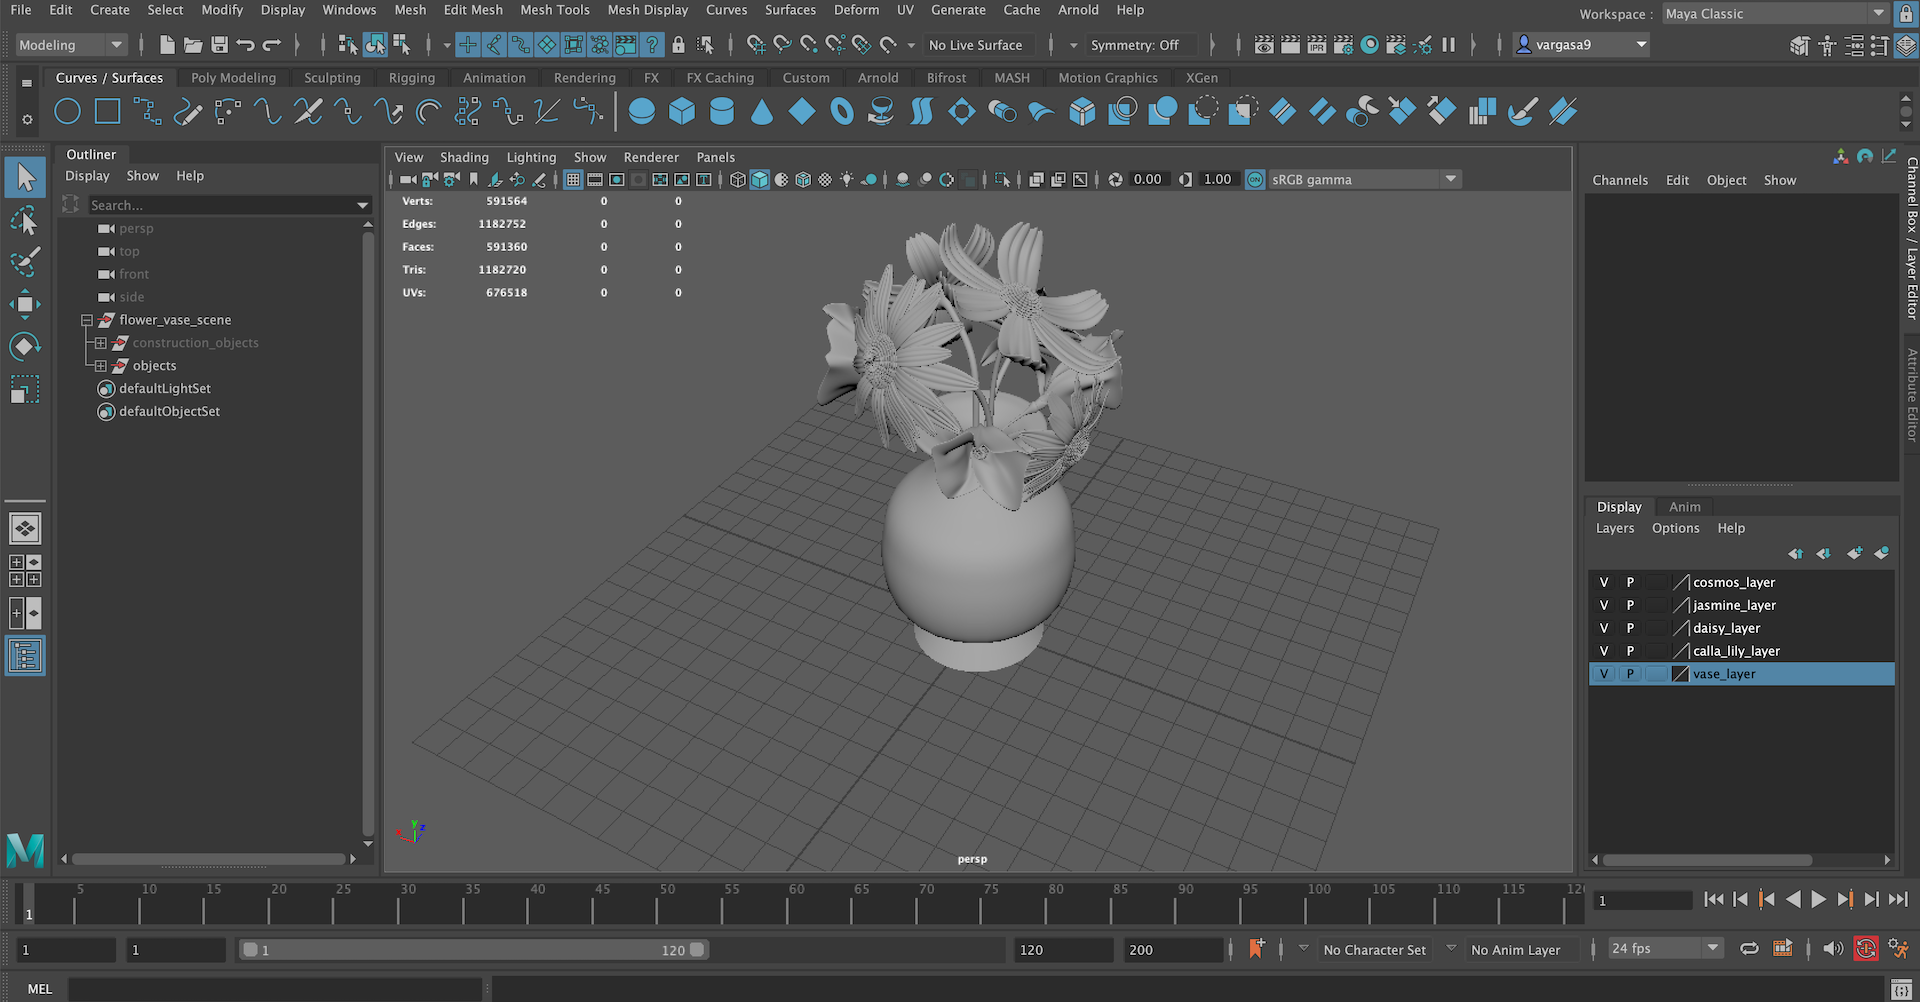 File Edit Create Select Modify Display Windows Mesh Edit Mesh Mesh Tools Mesh Display Curves Surfaces Deform UV Generate Cache Arnold Help
Workspace : Maya Classic
Modeling
No Live Surface
Symmetry: Off
IPR
vargasa9
Curves / Surfaces Poly Modeling Sculpting Rigging Animation Rendering FX FX Caching Custom Arnold Bifrost MASH Motion Graphics XGen
Outliner
Display Show Help
Search...
persp
top
front
side
flower_vase_scene
construction_objects
objects
defaultLightSet
defaultObjectSet
View Shading Lighting Show Renderer Panels
0.00 1.00 ON sRGB gamma
Verts: 591564 0 0
Edges: 1182752 0 0
Faces: 591360 0 0
Tris: 1182720 0 0
UVs: 676518 0 0
x y z
persp
Channels Edit Object Show
Channel Box / Layer Editor
Attribute Editor
Display Anim
Layers Options Help
V P cosmos_layer
V P jasmine_layer
V P daisy_layer
V P calla_lily_layer
V P vase_layer
5 10 15 20 25 30 35 40 45 50 55 60 65 70 75 80 85 90 95 100 105 110 115 12
1
1
1 1 1 120 120 200 No Character Set No Anim Layer 24 fps
MEL